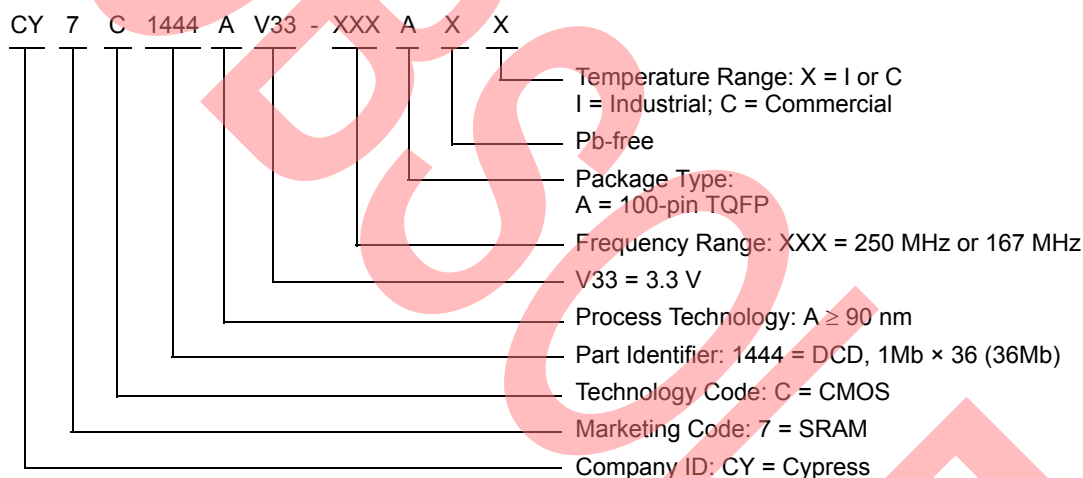 CY 7 C 1444 A V33 - XXX A X X
Temperature Range: X = I or C
I = Industrial; C = Commercial
Pb-free
Package Type:
A = 100-pin TQFP
Frequency Range: XXX = 250 MHz or 167 MHz
V33 = 3.3 V
Process Technology: A ≥ 90 nm
Part Identifier: 1444 = DCD, 1Mb × 36 (36Mb)
Technology Code: C = CMOS
Marketing Code: 7 = SRAM
Company ID: CY = Cypress